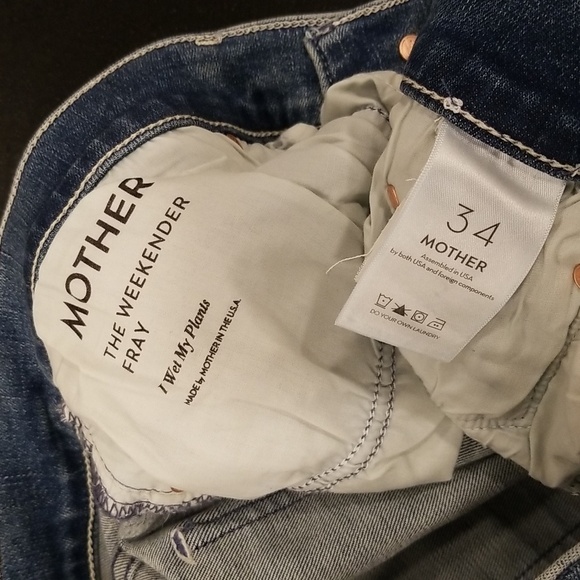 MOTHER
THE WEEKENDER
FRAY
I Wet My Plants
MADE by MOTHER IN THE U.S.A.
34
MOTHER
Assembled in USA
by both USA and foreign components
DO YOUR OWN LAUNDRY